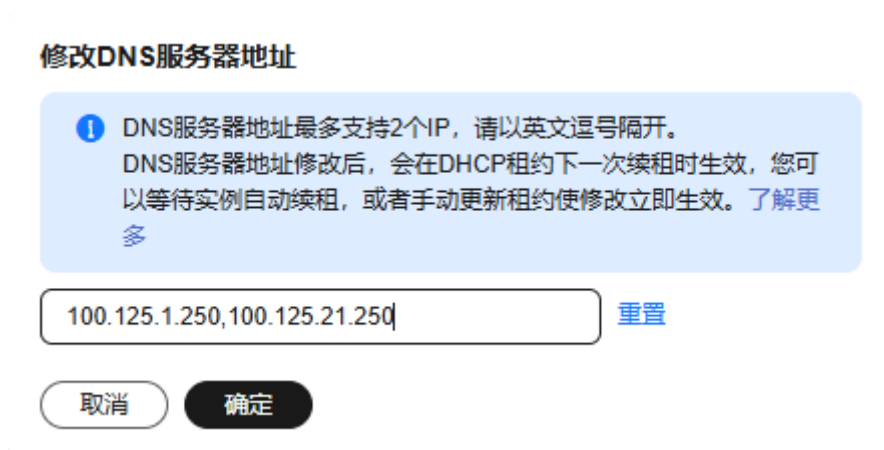 修改DNS服务器地址
DNS服务器地址最多支持2个IP，请以英文逗号隔开。
DNS服务器地址修改后，会在DHCP租约下一次续租时生效，您可
以等待实例自动续租，或者手动更新租约使修改立即生效。了解更
多
100.125.1.250,100.125.21.250 重置
取消 确定